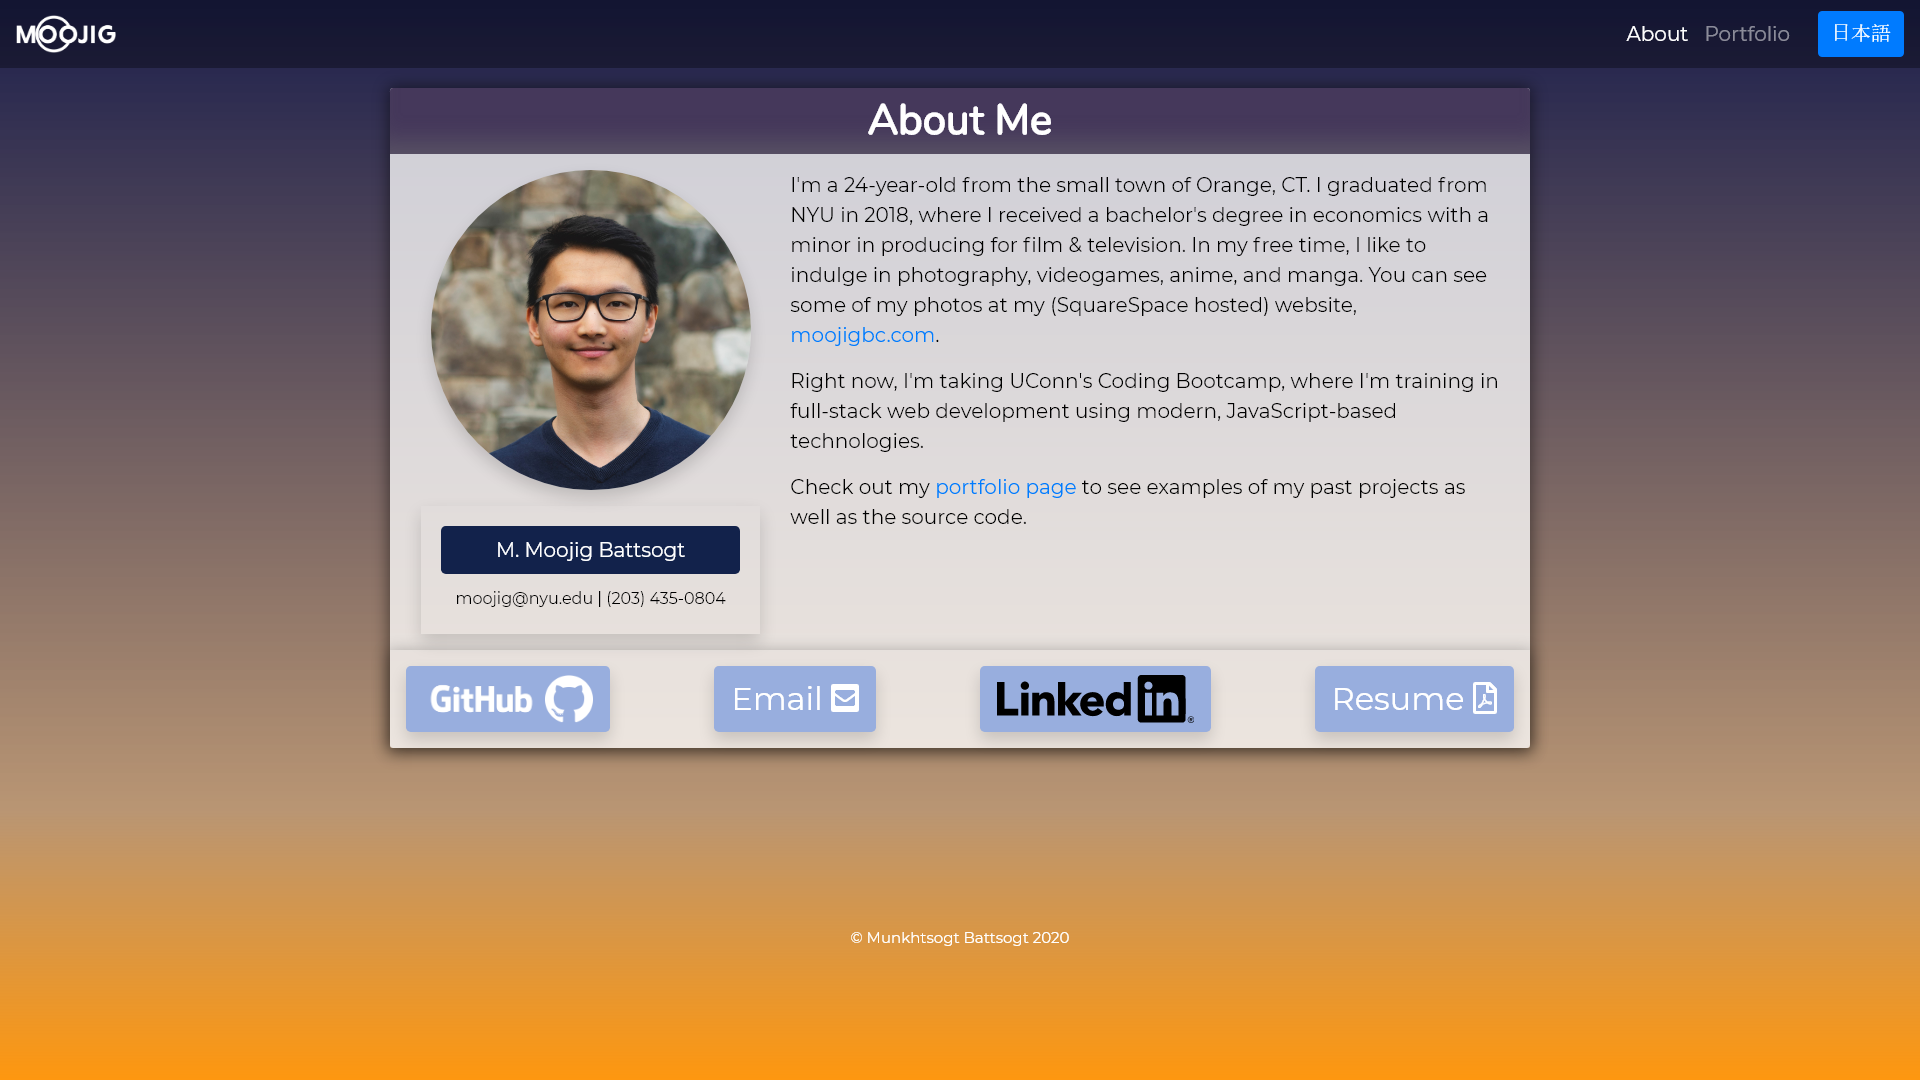 MOOJIG
About Portfolio 日本語
About Me
I'm a 24-year-old from the small town of Orange, CT. I graduated from
NYU in 2018, where I received a bachelor's degree in economics with a
minor in producing for film & television. In my free time, I like to
indulge in photography, videogames, anime, and manga. You can see
some of my photos at my (SquareSpace hosted) website,
moojigbc.com.
Right now, I'm taking UConn's Coding Bootcamp, where I'm training in
full-stack web development using modern, JavaScript-based
technologies.
Check out my portfolio page to see examples of my past projects as
well as the source code.
M. Moojig Battsogt
moojig@nyu.edu | (203) 435-0804
GitHub
Email
Linked in ®
Resume
© Munkhtsogt Battsogt 2020